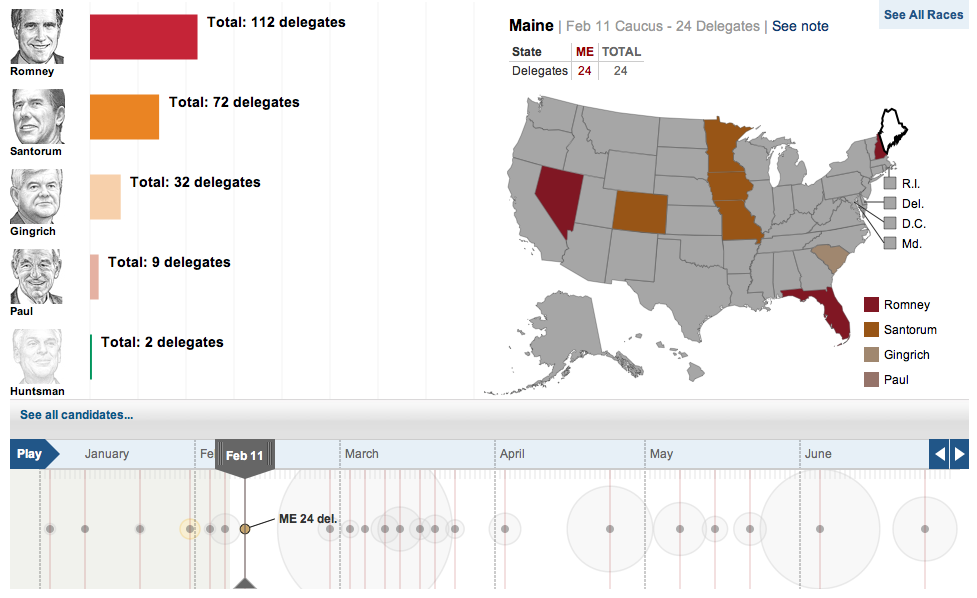 Total: 112 delegates
Romney
Total: 72 delegates
Santorum
Total: 32 delegates
Gingrich
Total: 9 delegates
Paul
Total: 2 delegates
Huntsman
See All Races
Maine | Feb 11 Caucus - 24 Delegates | See note
State ME TOTAL
Delegates 24 24
R.I.
Del.
D.C.
Md.
Romney
Santorum
Gingrich
Paul
See all candidates...
Play January Fe Feb 11 March April May June
ME 24 del.